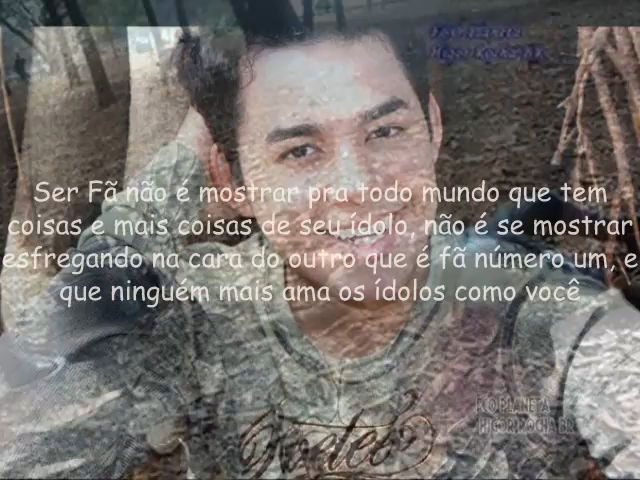 Ser Fã não é mostrar pra todo mundo que tem
coisas e mais coisas de seu ídolo, não é se mostrar
esfregando na cara do outro que é fã número um, e
que ninguém mais ama os ídolos como você